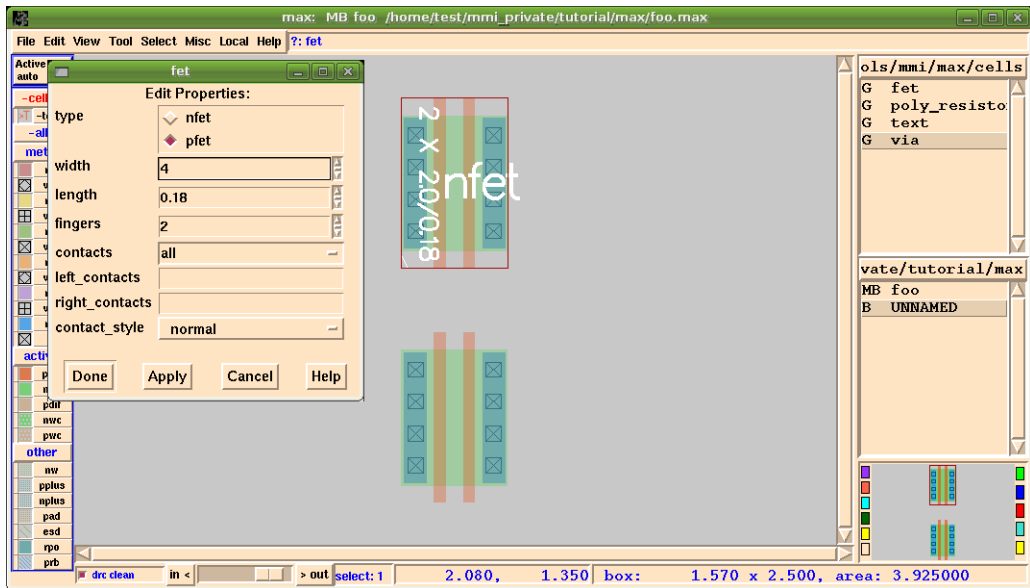 max: MB foo /home/test/mmi_private/tutorial/max/foo.max
File Edit View Tool Select Misc Local Help ?: fet
Active
auto
-cell
-all
met
activ
pdif
nwc
pwc
other
nw
pplus
nplus
pad
esd
rpo
prb
fet
Edit Properties:
type
nfet
pfet
width 4
length 0.18
fingers 2
contacts all
left_contacts
right_contacts
contact_style normal
Done Apply Cancel Help
2 X 2.0/0.18
nfet
ols/mmi/max/cells
G fet
G poly_resisto
G text
G via
vate/tutorial/max
MB foo
B UNNAMED
drc clean in < > out select: 1 2.080, 1.350 box: 1.570 x 2.500, area: 3.925000